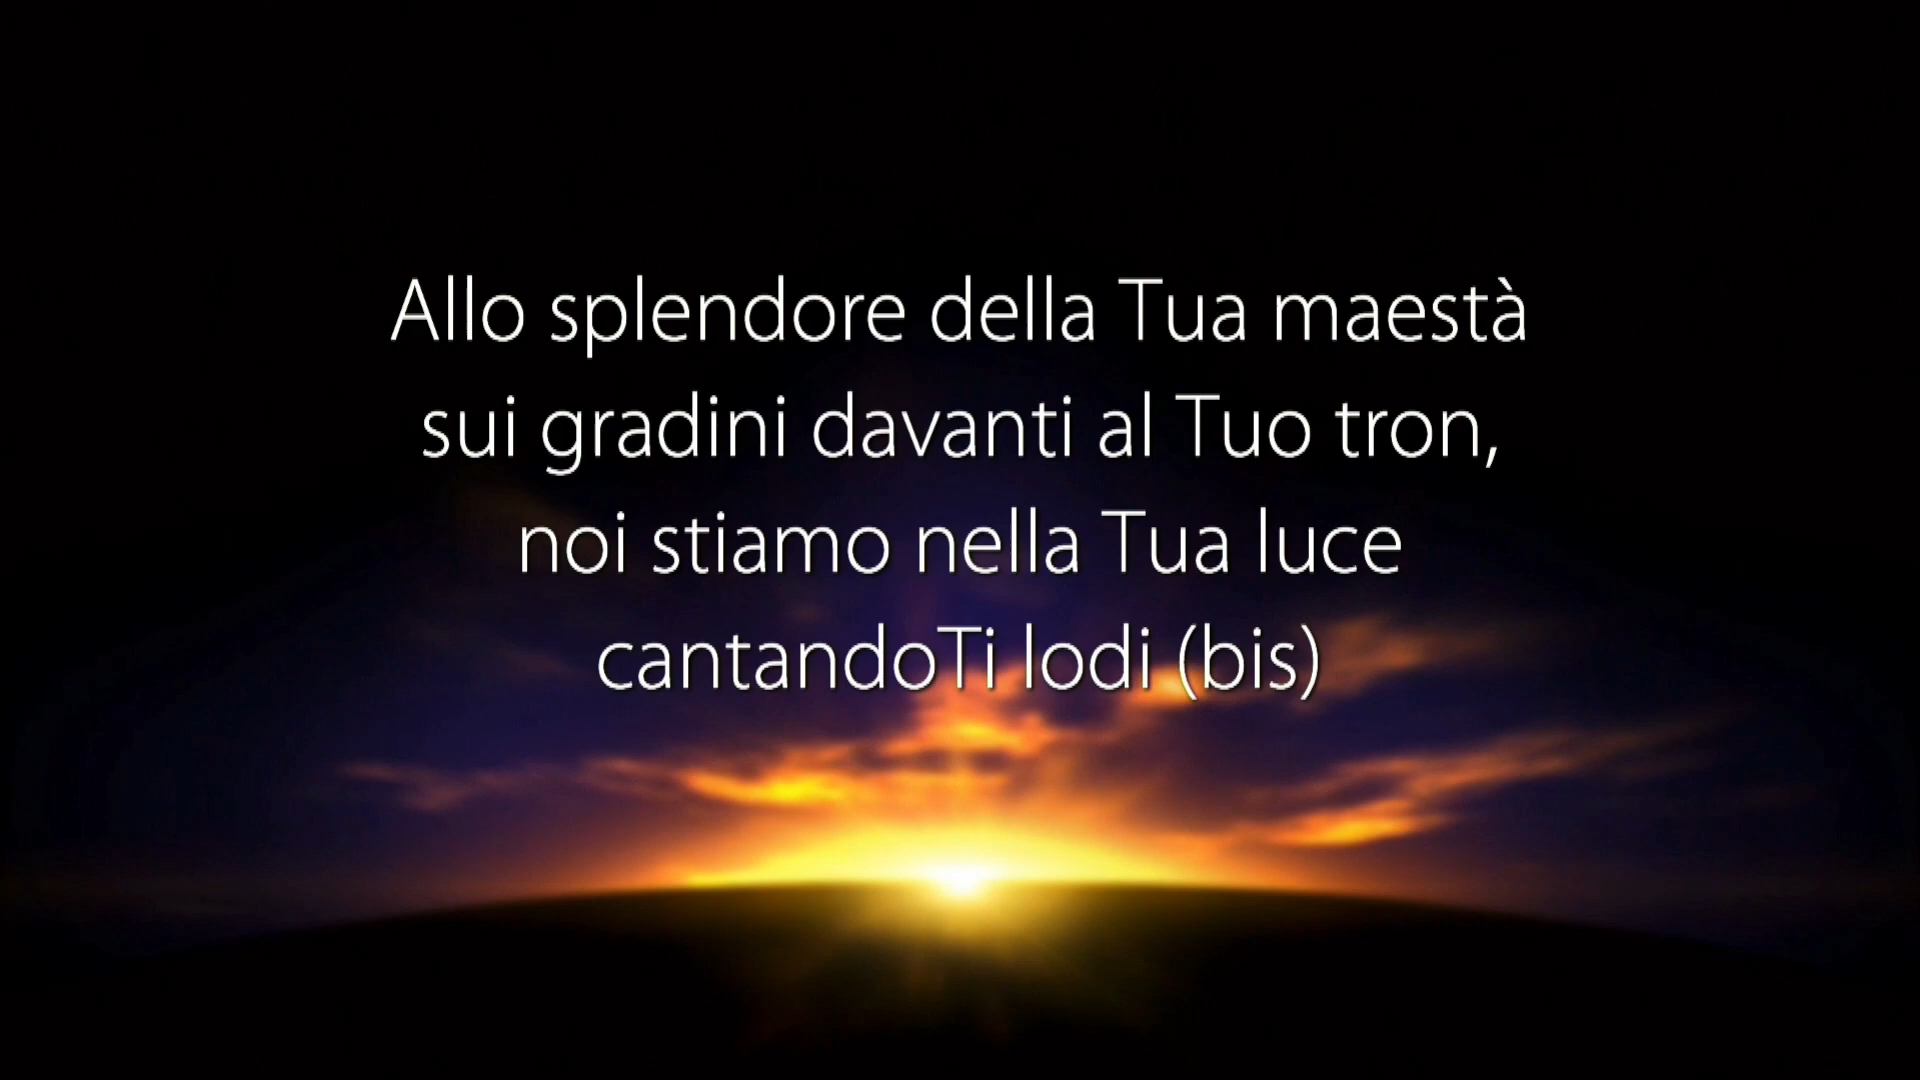 Allo splendore della Tua maestà
sui gradini davanti al Tuo tron,
noi stiamo nella Tua luce
cantandoTi lodi (bis)